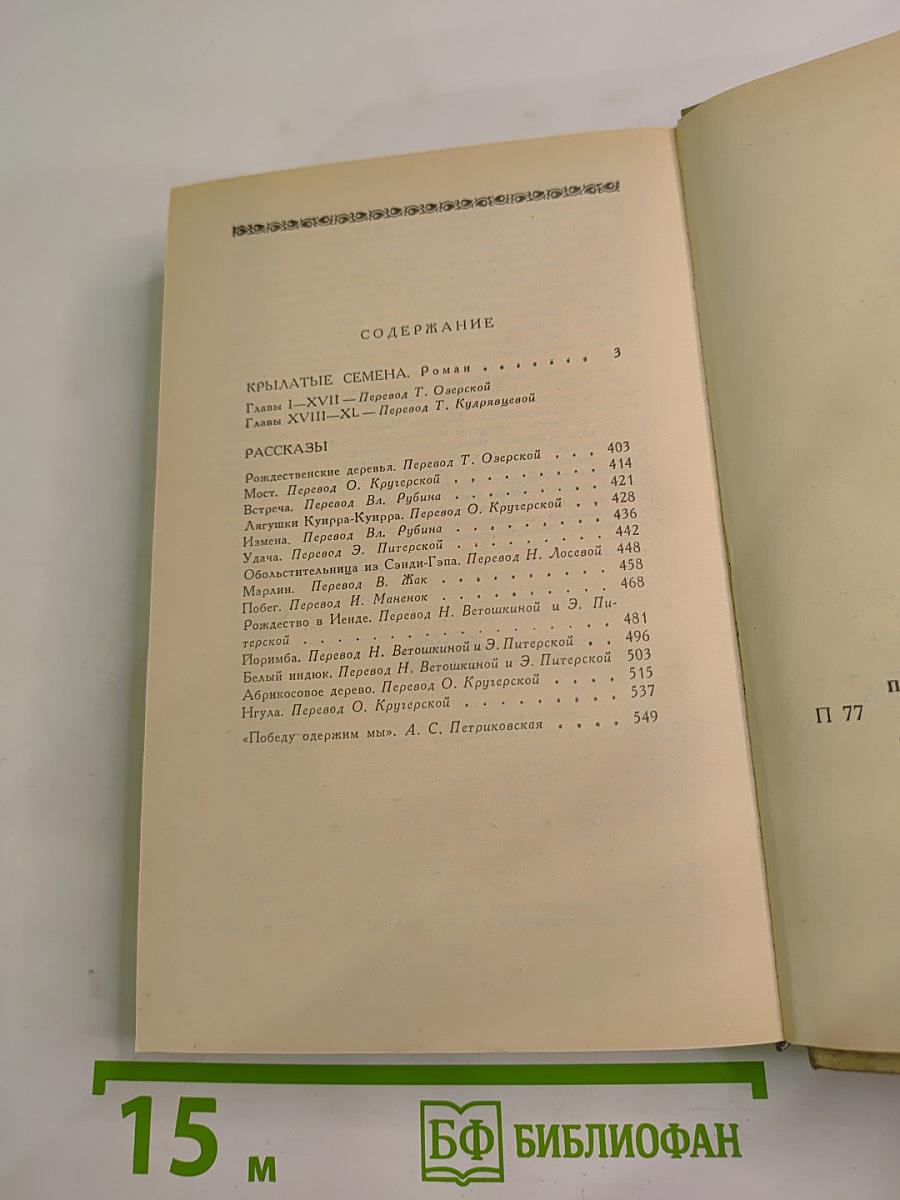 СОДЕРЖАНИЕ
КРЫЛАТЫЕ СЕМЕНА. Роман . . . . . . . 3
Главы I—XVII — Перевод Т. Озерской
Главы XVIII—XL — Перевод Т. Кудрявцевой
РАССКАЗЫ
Рождественские деревья. Перевод Т. Озерской . . . 403
Мост. Перевод О. Кругерской . . . . . . . . 414
Встреча. Перевод Вл. Рубина . . . . . . . . 421
Лягушки Куирра-Куирра. Перевод О. Кругерской . . 428
Измена. Перевод Вл. Рубина . . . . . . . . 436
Удача. Перевод Э. Питерской . . . . . . . . 442
Обольстительница из Сэнди-Гэпа. Перевод Н. Лосевой 448
Марлин. Перевод В. Жак . . . . . . . . . 458
Побег. Перевод И. Маненок . . . . . . . . . 468
Рождество в Иенде. Перевод Н. Ветошкиной и Э. Пи-
терской . . . . . . . . . . . . . . . . 481
Йоримба. Перевод Н. Ветошкиной и Э. Питерской . . 496
Белый индюк. Перевод Н. Ветошкиной и Э. Питерской 503
Абрикосовое дерево. Перевод О. Кругерской . . . . 515
Нгула. Перевод О. Кругерской . . . . . . . . 537
«Победу одержим мы». А. С. Петриковская . . . . 549
П
П 77
15 м
БФ БИБЛИОФАН